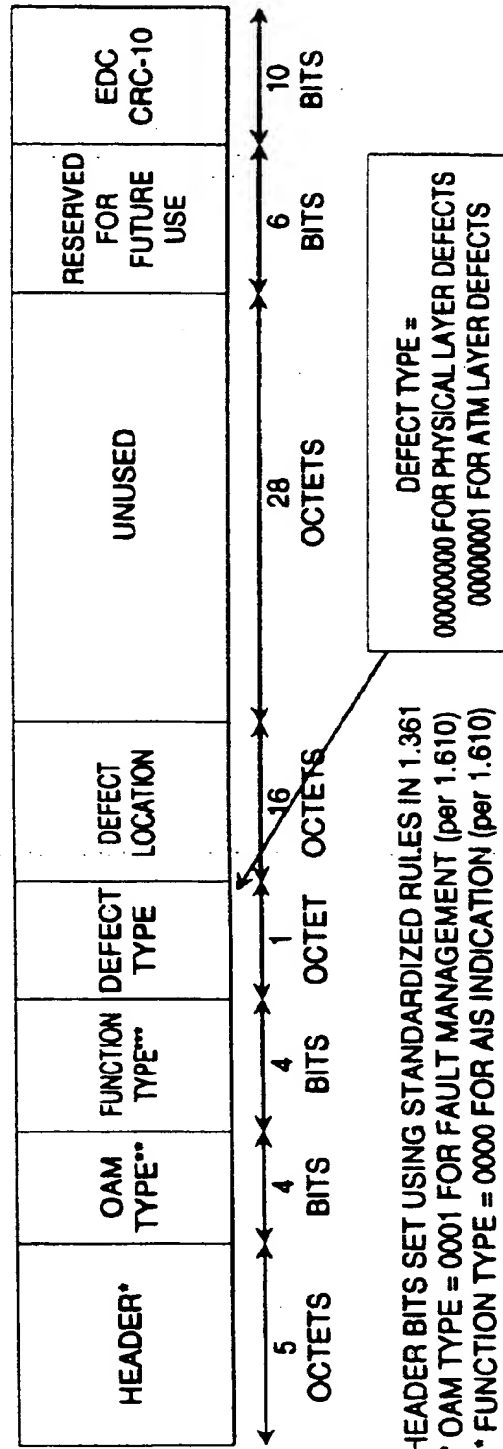 HEADER*
OAM
TYPE**
FUNCTION
TYPE***
DEFECT
TYPE
DEFECT
LOCATION
UNUSED
RESERVED
FOR
FUTURE
USE
EDC
CRC-10
5
OCTETS
4
BITS
4
BITS
1
OCTET
16
OCTETS
28
OCTETS
6
BITS
10
BITS
HEADER BITS SET USING STANDARDIZED RULES IN 1.361
* OAM TYPE = 0001 FOR FAULT MANAGEMENT (per 1.610)
* FUNCTION TYPE = 0000 FOR AIS INDICATION (per 1.610)
DEFECT TYPE =
00000000 FOR PHYSICAL LAYER DEFECTS
00000001 FOR ATM LAYER DEFECTS